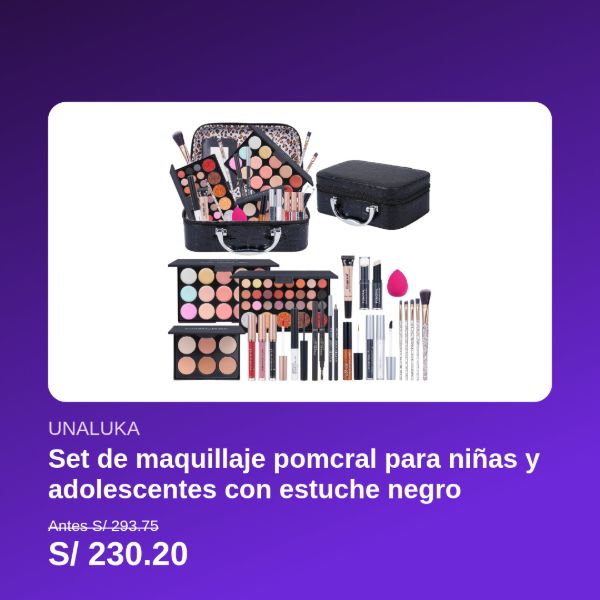 UNALUKA
Set de maquillaje pomcral para niñas y
adolescentes con estuche negro
Antes S/ 293.75
S/ 230.20